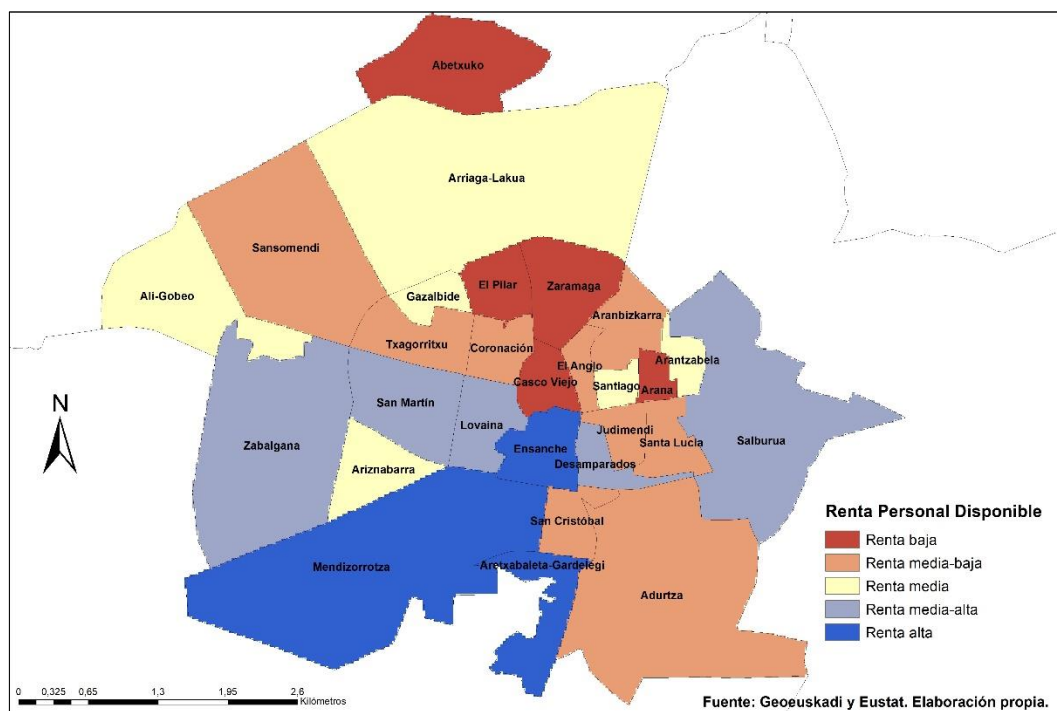 Abetxuko
Arriaga-Lakua
Sansomendi
Ali-Gobeo
Gazalbide
El Pilar
Zaramaga
Aranbizkarra
Txagorritxu
Coronación
El Anglo
Arantzabela
Casco Viejo
Santiago
Arana
San Martín
Lovaina
Zabalgana
Ensanche
Judimendi
Santa Lucía
Salburua
Desamparados
Ariznabarra
N
San Cristóbal
Mendizorrotza
Aretxabaleta-Gardelegi
Adurtza
Renta Personal Disponible
Renta baja
Renta media-baja
Renta media
Renta media-alta
Renta alta
0 0,325 0,65 1,3 1,95 2,6
Kilómetros
Fuente: Geoeuskadi y Eustat. Elaboración propia.